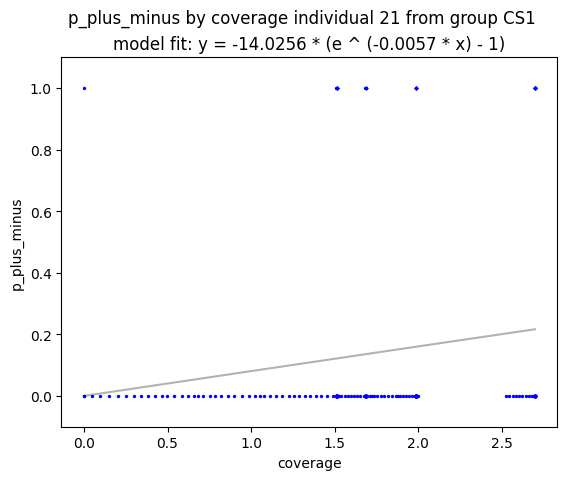 p_plus_minus by coverage individual 21 from group CS1
model fit: y = -14.0256 * (e ^ (-0.0057 * x) - 1)
1.0
0.8
0.6
0.4
0.2
0.0
p_plus_minus
0.0 0.5 1.0 1.5 2.0 2.5
coverage